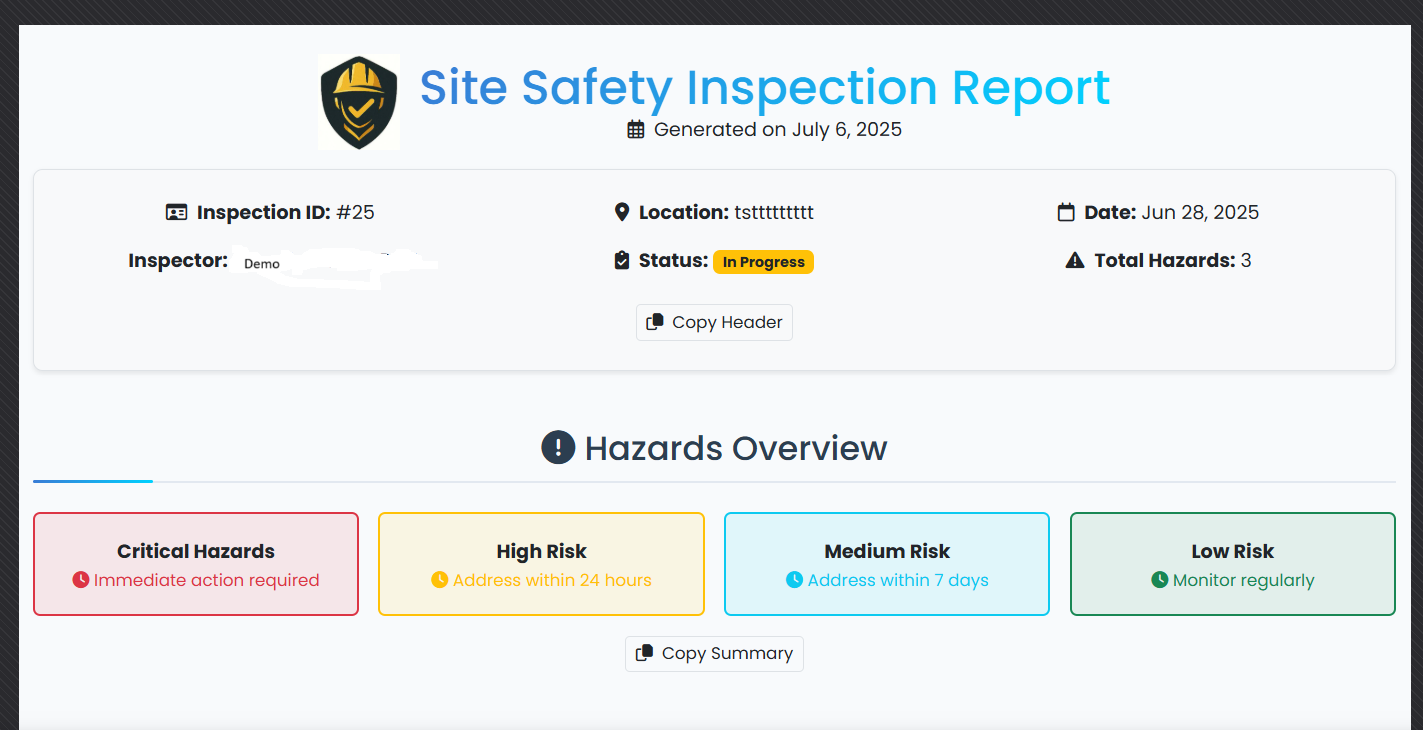 Site Safety Inspection Report
Generated on July 6, 2025
Inspection ID: #25
Location: tsttttttttt
Date: Jun 28, 2025
Inspector: Demo
Status: In Progress
Total Hazards: 3
Copy Header
Hazards Overview
Critical Hazards
Immediate action required
High Risk
Address within 24 hours
Medium Risk
Address within 7 days
Low Risk
Monitor regularly
Copy Summary